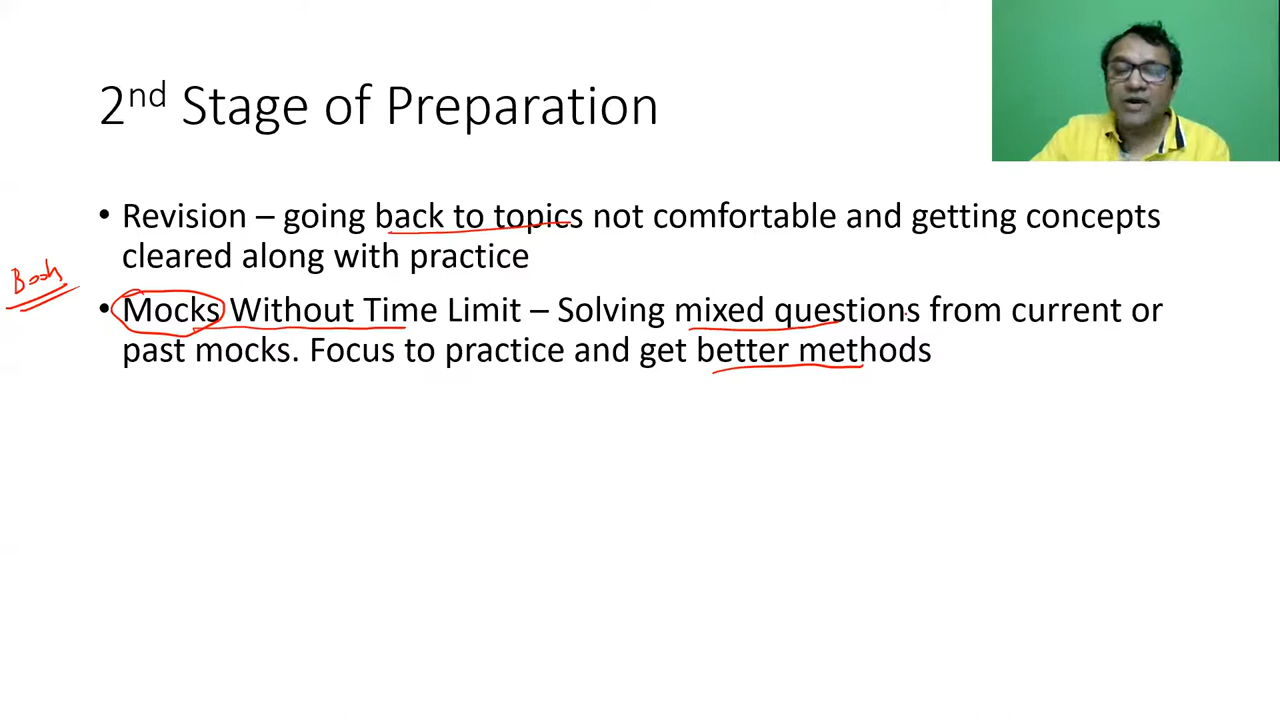 2nd Stage of Preparation
• Revision – going back to topics not comfortable and getting concepts
cleared along with practice
Book
• Mocks Without Time Limit – Solving mixed questions from current or
past mocks. Focus to practice and get better methods